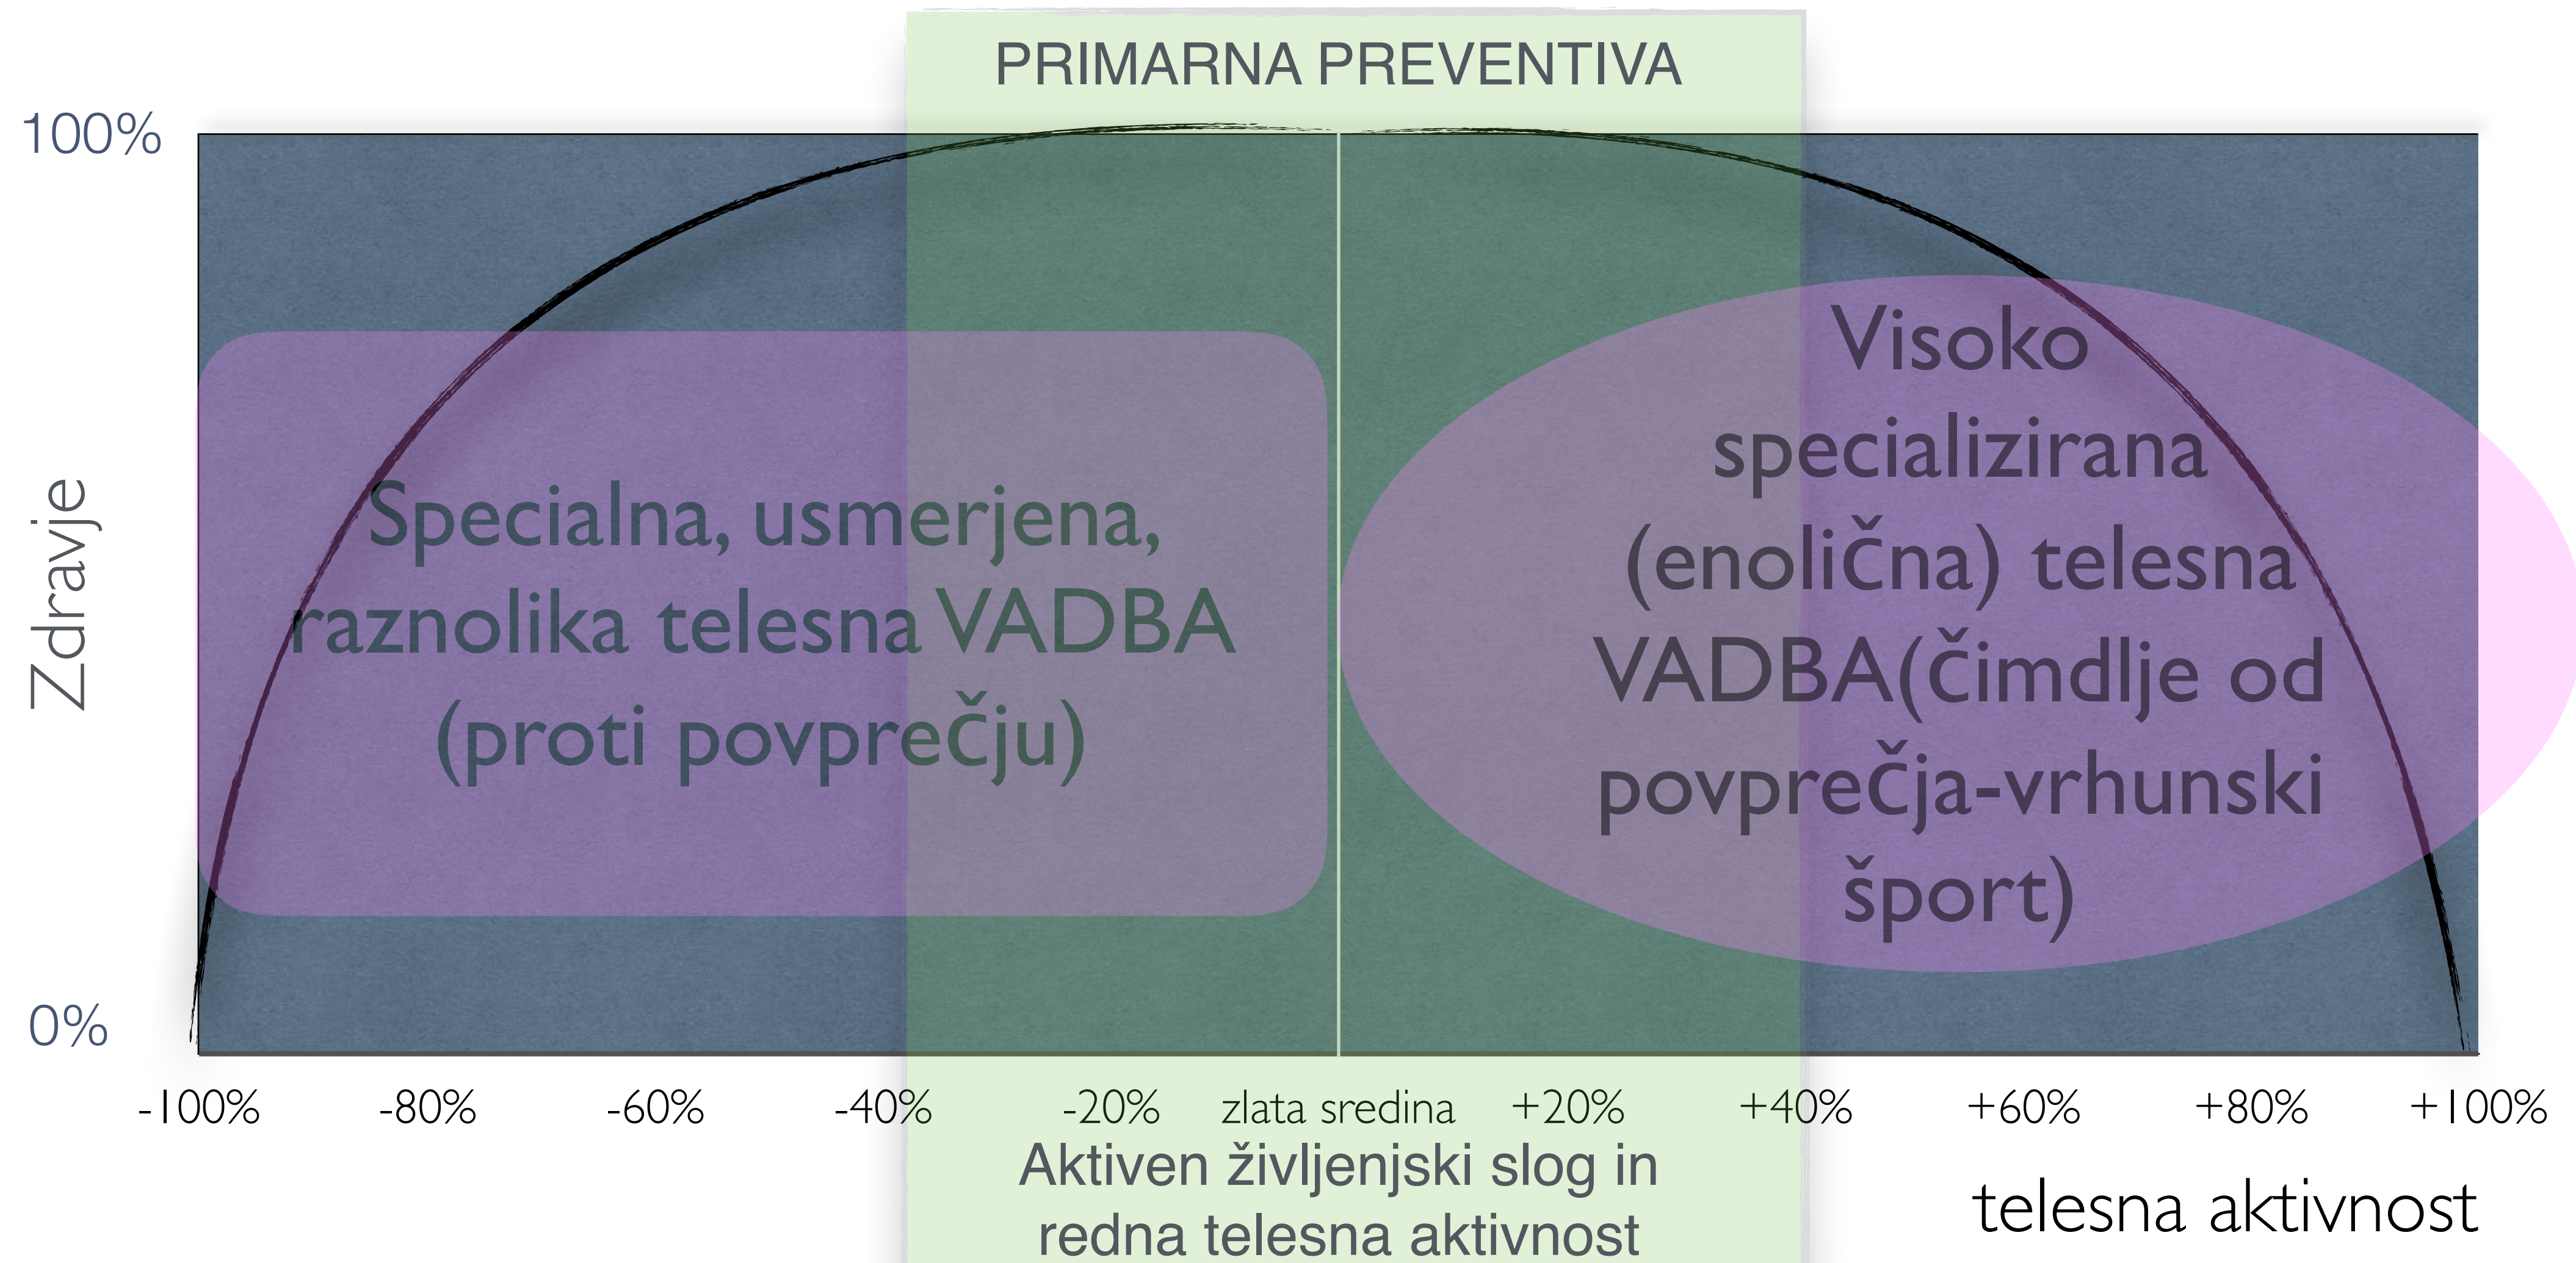 PRIMARNA PREVENTIVA
100%
Zdravje
0%
Specialna, usmerjena,
raznolika telesna VADBA
(proti povprečju)
Visoko
specializirana
(enolična) telesna
VADBA(čimdlje od
povprečja-vrhunski
šport)
-100% -80% -60% -40% -20% zlata sredina +20% +40% +60% +80% +100%
Aktiven življenjski slog in
redna telesna aktivnost
telesna aktivnost